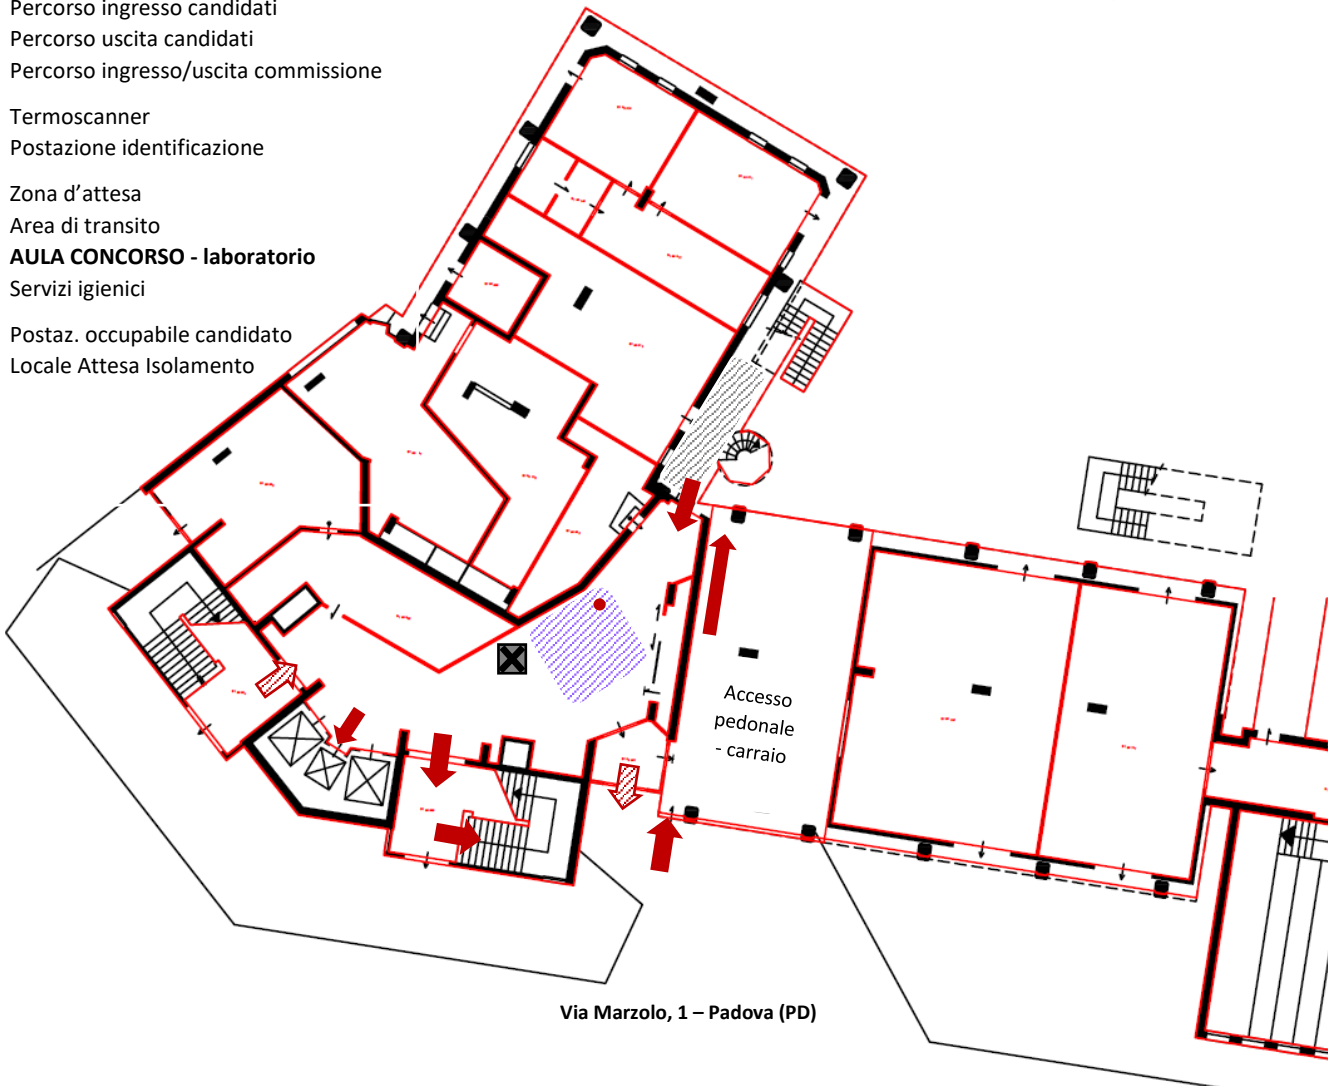 Percorso ingresso candidati
Percorso uscita candidati
Percorso ingresso/uscita commissione
Termoscanner
Postazione identificazione
Zona d’attesa
Area di transito
AULA CONCORSO - laboratorio
Servizi igienici
Postaz. occupabile candidato
Locale Attesa Isolamento
Accesso
pedonale
- carraio
Via Marzolo, 1 – Padova (PD)